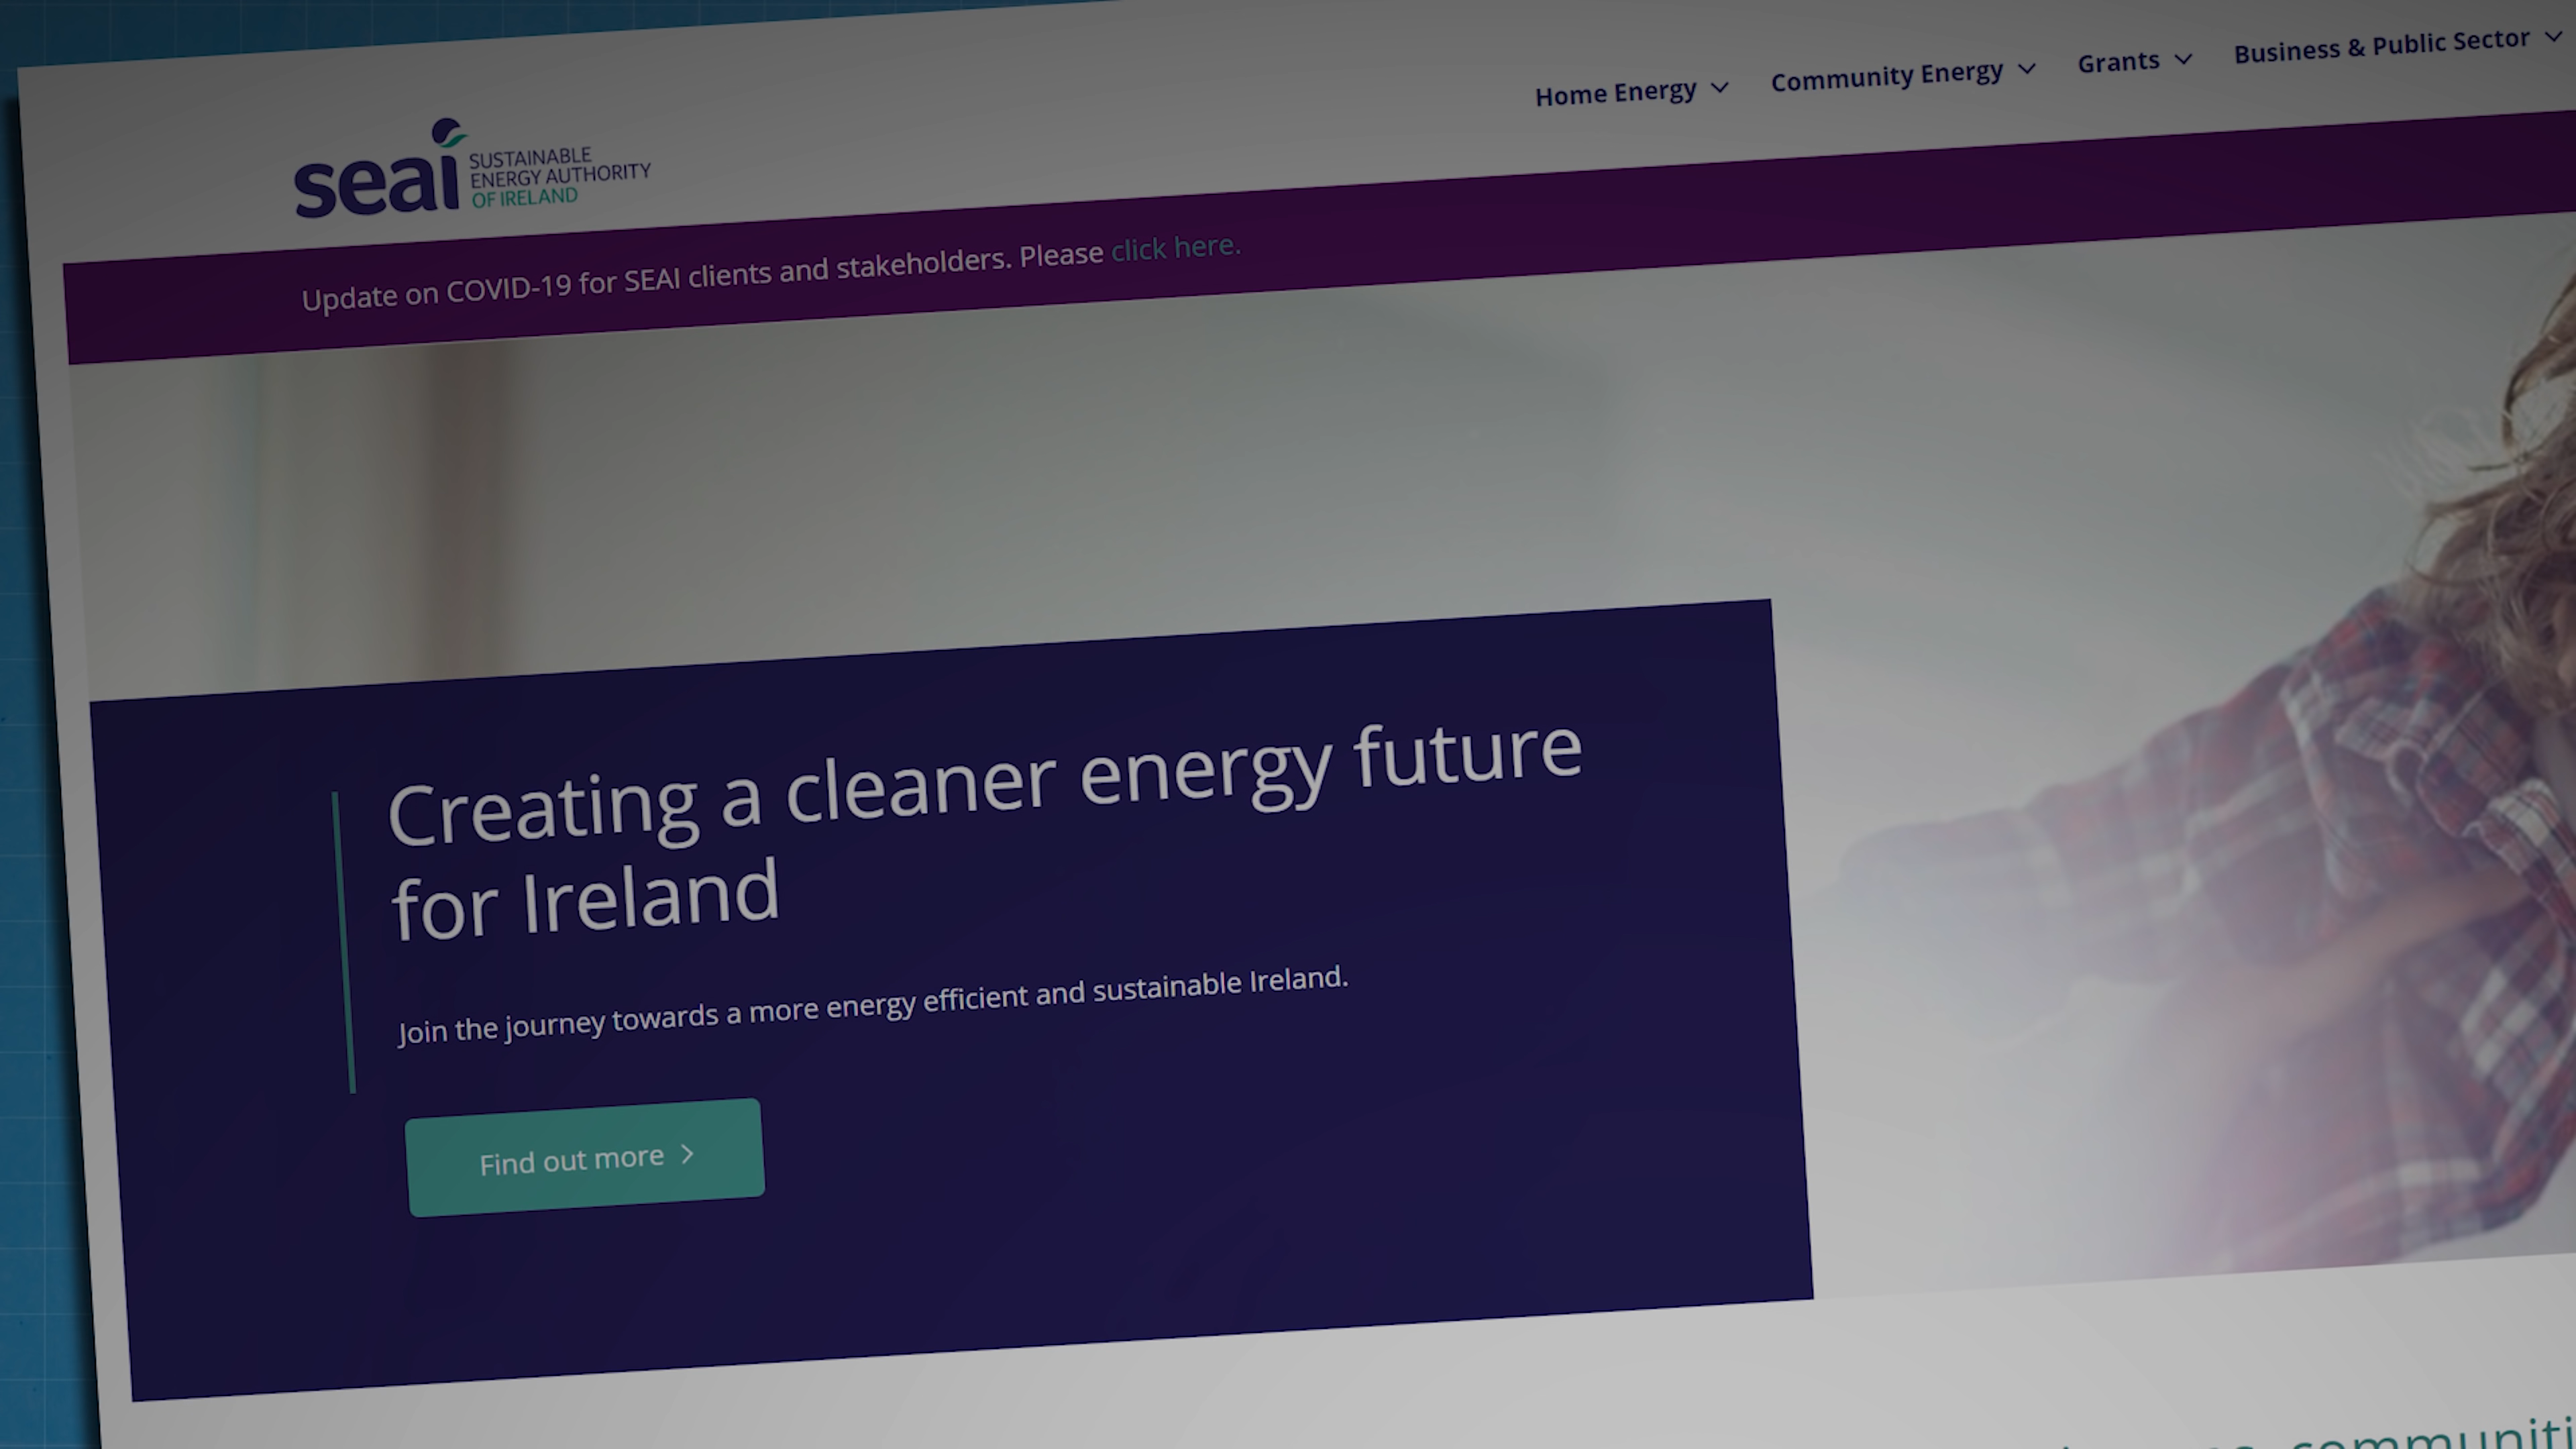 Home Energy
Community Energy
Grants
Business & Public Sector
seai
SUSTAINABLE
ENERGY AUTHORITY
OF IRELAND
Update on COVID-19 for SEAI clients and stakeholders. Please click here.
Creating a cleaner energy future
for Ireland
Join the journey towards a more energy efficient and sustainable Ireland.
Find out more